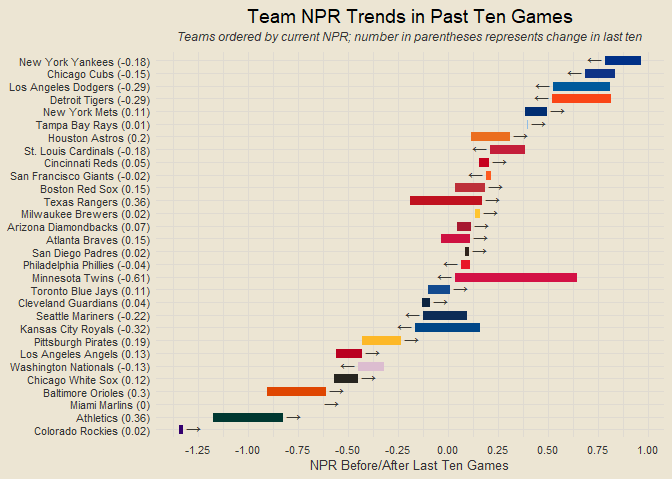 Team NPR Trends in Past Ten Games
Teams ordered by current NPR; number in parentheses represents change in last ten
New York Yankees (-0.18)
Chicago Cubs (-0.15)
Los Angeles Dodgers (-0.29)
Detroit Tigers (-0.29)
New York Mets (0.11)
Tampa Bay Rays (0.01)
Houston Astros (0.2)
St. Louis Cardinals (-0.18)
Cincinnati Reds (0.05)
San Francisco Giants (-0.02)
Boston Red Sox (0.15)
Texas Rangers (0.36)
Milwaukee Brewers (0.02)
Arizona Diamondbacks (0.07)
Atlanta Braves (0.15)
San Diego Padres (0.02)
Philadelphia Phillies (-0.04)
Minnesota Twins (-0.61)
Toronto Blue Jays (0.11)
Cleveland Guardians (0.04)
Seattle Mariners (-0.22)
Kansas City Royals (-0.32)
Pittsburgh Pirates (0.19)
Los Angeles Angels (0.13)
Washington Nationals (-0.13)
Chicago White Sox (0.12)
Baltimore Orioles (0.3)
Miami Marlins (0)
Athletics (0.36)
Colorado Rockies (0.02)
-1.25 -1.00 -0.75 -0.50 -0.25 0.00 0.25 0.50 0.75 1.00
NPR Before/After Last Ten Games